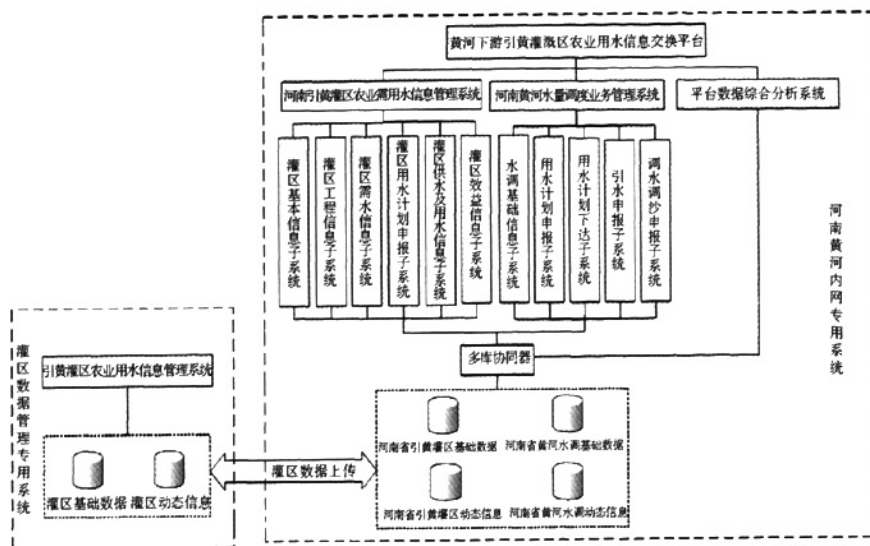 黄河下游引黄灌溉区农业用水信息交换平台
河南引黄灌区农业需用水信息管理系统
河南黄河水量调度业务管理系统
平台数据综合分析系统
灌区基本信息子系统
灌区工程信息子系统
灌区需水信息子系统
灌区用水计划申报子系统
灌区供水及用水信息子系统
灌区效益信息子系统
水调基础信息子系统
用水计划申报子系统
用水计划下达子系统
引水申报子系统
调水调沙申报子系统
河南黄河内网专用系统
多库协同器
灌区数据管理专用系统
引黄灌区农业用水信息管理系统
灌区基础数据
灌区动态信息
灌区数据上传
河南省引黄灌区基础数据
河南省黄河水调基础数据
河南省引黄灌区动态信息
河南省黄河水调动态信息